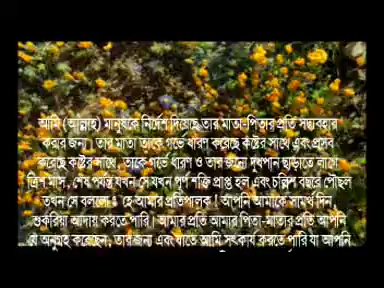 আমি (আল্লাহ) মানুষকে নির্দেশ দিয়েছে তার মাতা-পিতার প্রতি সদ্ব্যবহার
করার জন্য। তার মাতা তাকে গর্ভে ধারণ করেছে কষ্টের সাথে এবং প্রসব
করেছে কষ্টের সাথে, তাকে গর্ভে ধারণ ও তার জন্যে দুধপান ছাড়াতে লাগে
ত্রিশ মাস, শেষ পর্যন্ত যখন সে যখন পূর্ণ শক্তি প্রাপ্ত হল এবং চল্লিশ বছরে পৌঁছল
তখন সে বললো ঃ হে আমার প্রতিপালক! আপনি আমাকে সামর্থ দিন,
শুকরিয়া আদায় করতে পারি। আমার প্রতি আমার পিতা-মাতার প্রতি আপনি
যে অনুগ্রহ করেছেন, তার জন্য এবং যাতে আমি সৎকার্য করতে পারি যা আপনি